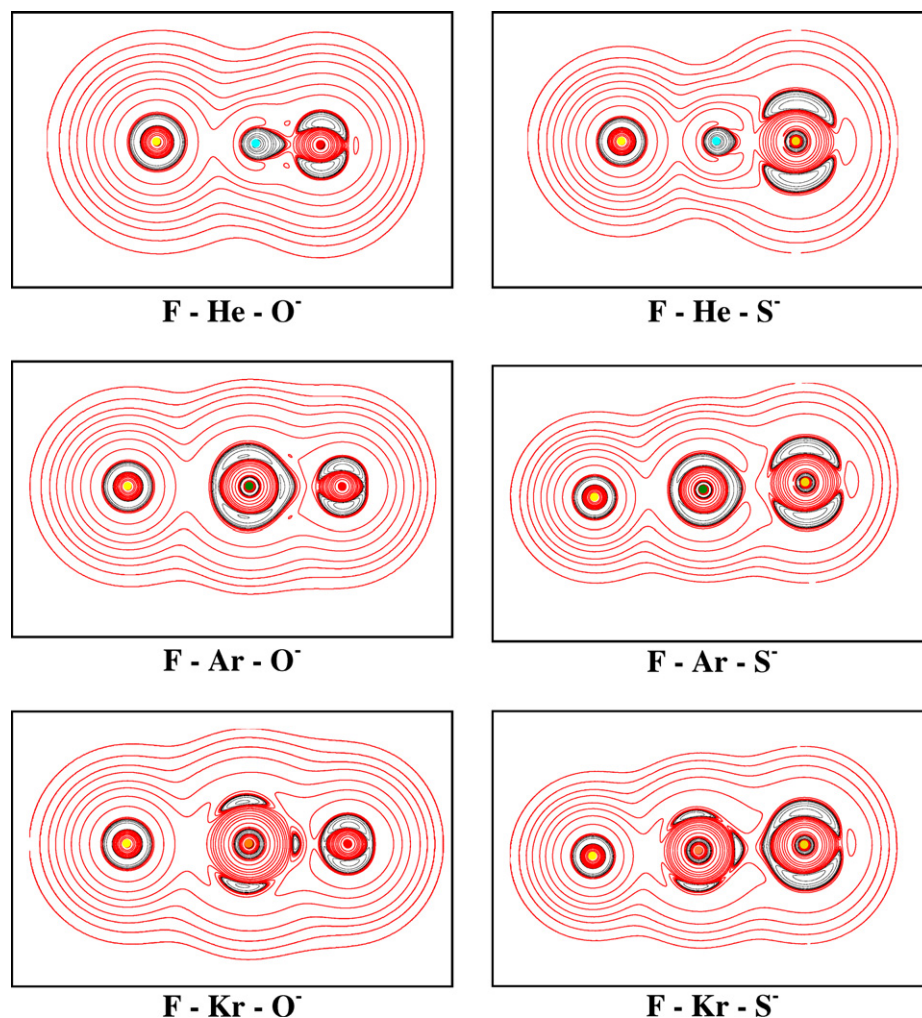 F - He - O⁻
F - He - S⁻
F - Ar - O⁻
F - Ar - S⁻
F - Kr - O⁻
F - Kr - S⁻